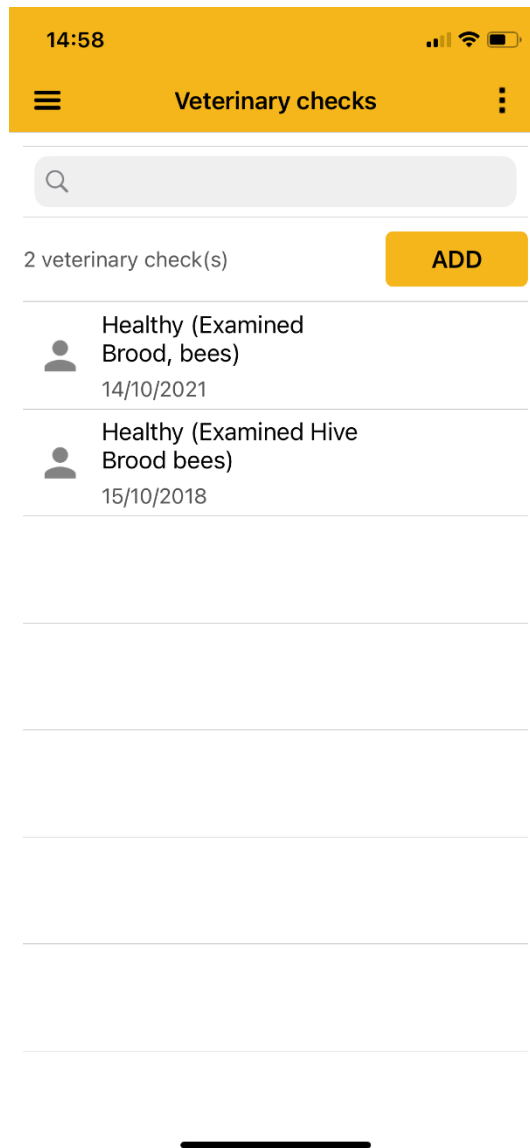 14:58
Veterinary checks
2 veterinary check(s)
ADD
Healthy (Examined
Brood, bees)
14/10/2021
Healthy (Examined Hive
Brood bees)
15/10/2018